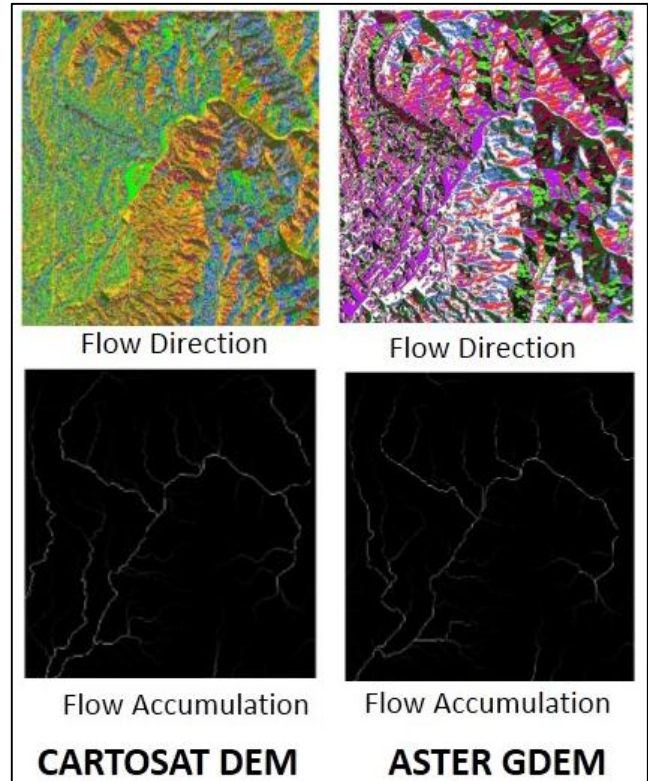 Flow Direction
Flow Direction
Flow Accumulation
Flow Accumulation
CARTOSAT DEM
ASTER GDEM